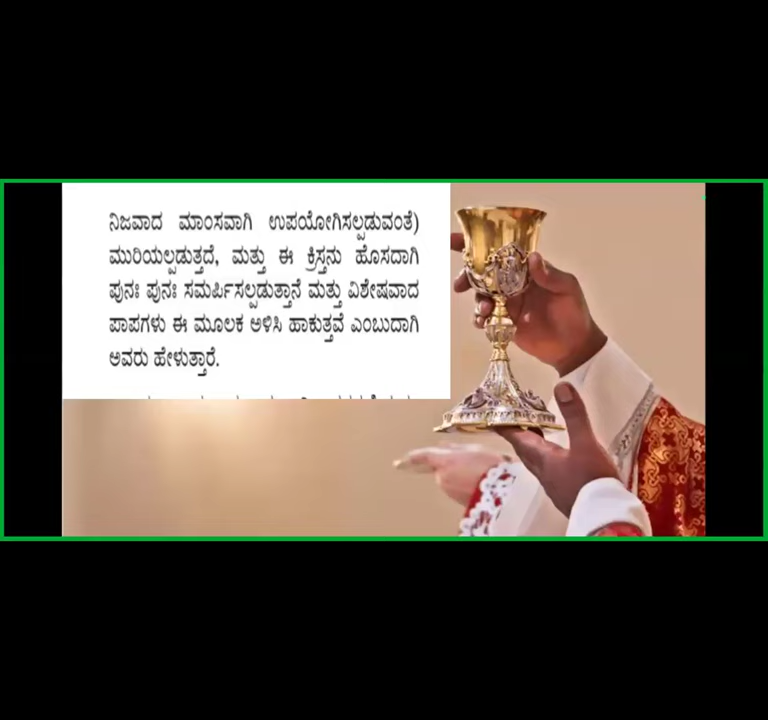 ನಿಜವಾದ ಮಾಂಸವಾಗಿ ಉಪಯೋಗಿಸಲ್ಪಡುವಂತೆ)
ಮುರಿಯಲ್ಪಡುತ್ತದೆ, ಮತ್ತು ಈ ಕ್ರಿಸ್ತನು ಹೊಸದಾಗಿ
ಪುನಃ ಪುನಃ ಸಮರ್ಪಿಸಲ್ಪಡುತ್ತಾನೆ ಮತ್ತು ವಿಶೇಷವಾದ
ಪಾಪಗಳು ಈ ಮೂಲಕ ಅಳಿಸಿ ಹಾಕುತ್ತವೆ ಎಂಬುದಾಗಿ
ಅವರು ಹೇಳುತ್ತಾರೆ.